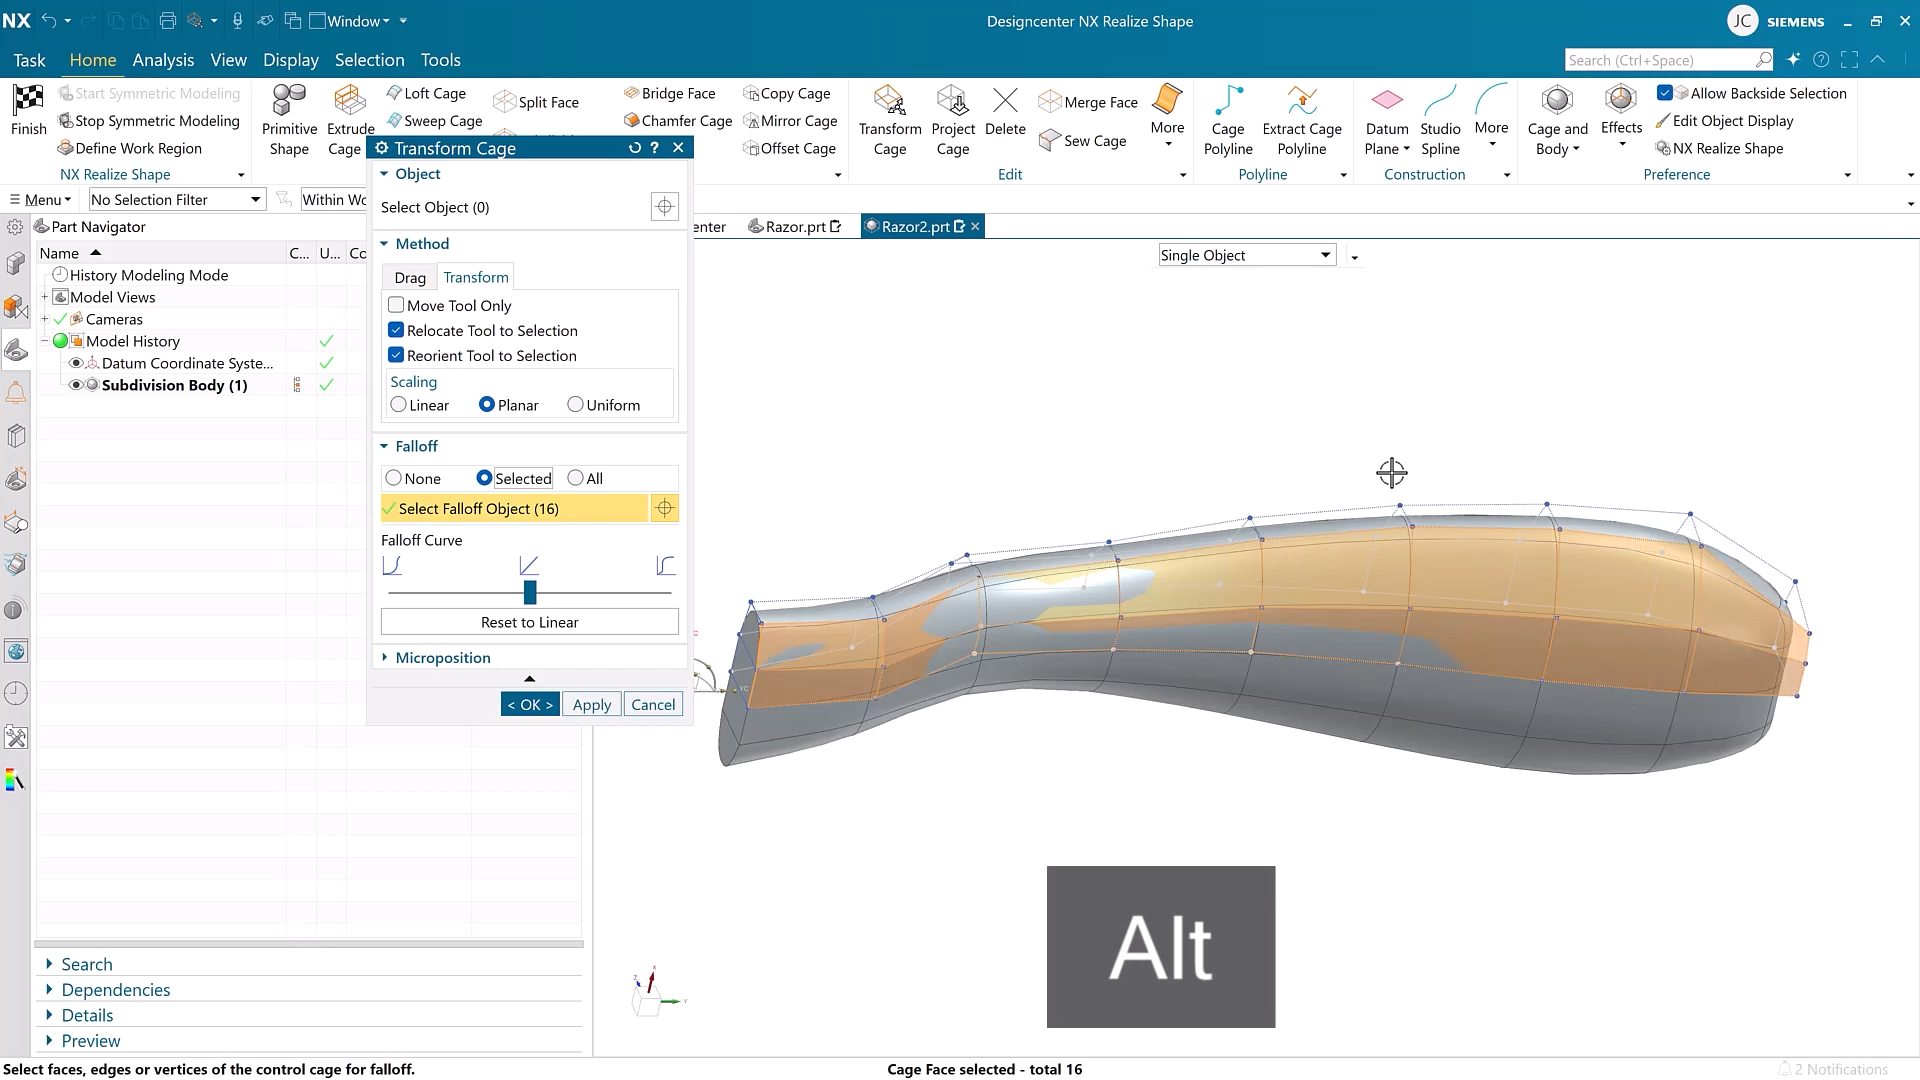 NX Window Designcenter NX Realize Shape JC SIEMENS
Task Home Analysis View Display Selection Tools Search (Ctrl+Space)
Finish
Start Symmetric Modeling
Stop Symmetric Modeling
Define Work Region
NX Realize Shape
Primitive Shape
Extrude Cage
Loft Cage
Sweep Cage
Split Face
Bridge Face
Chamfer Cage
Copy Cage
Mirror Cage
Offset Cage
Transform Cage
Project Cage
Delete
Merge Face
Sew Cage
More
Edit
Cage Polyline
Extract Cage Polyline
Polyline
Datum Plane
Studio Spline
More
Construction
Cage and Body
Effects
Allow Backside Selection
Edit Object Display
NX Realize Shape
Preference
Menu No Selection Filter Within Wo
Part Navigator
Name C... U... Co
History Modeling Mode
Model Views
Cameras
Model History
Datum Coordinate Syste...
Subdivision Body (1)
Search
Dependencies
Details
Preview
Transform Cage ?
Object
Select Object (0)
Method
Drag Transform
Move Tool Only
Relocate Tool to Selection
Reorient Tool to Selection
Scaling
Linear Planar Uniform
Falloff
None Selected All
Select Falloff Object (16)
Falloff Curve
Reset to Linear
Microposition
< OK > Apply Cancel
enter Razor.prt Razor2.prt
Single Object
YC
Alt
X
Z
Y
Select faces, edges or vertices of the control cage for falloff. Cage Face selected - total 16 2 Notifications